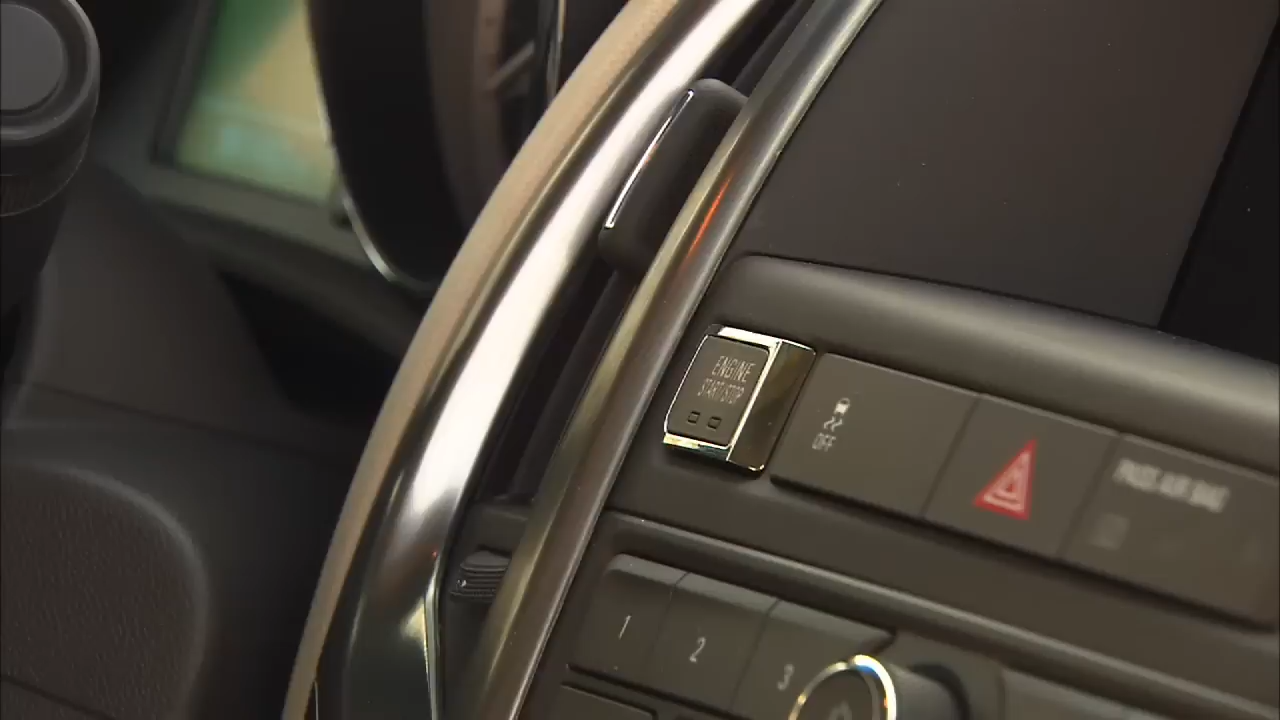 ENGINE
START/STOP
OFF
PASS AIR BAG
1
2
3